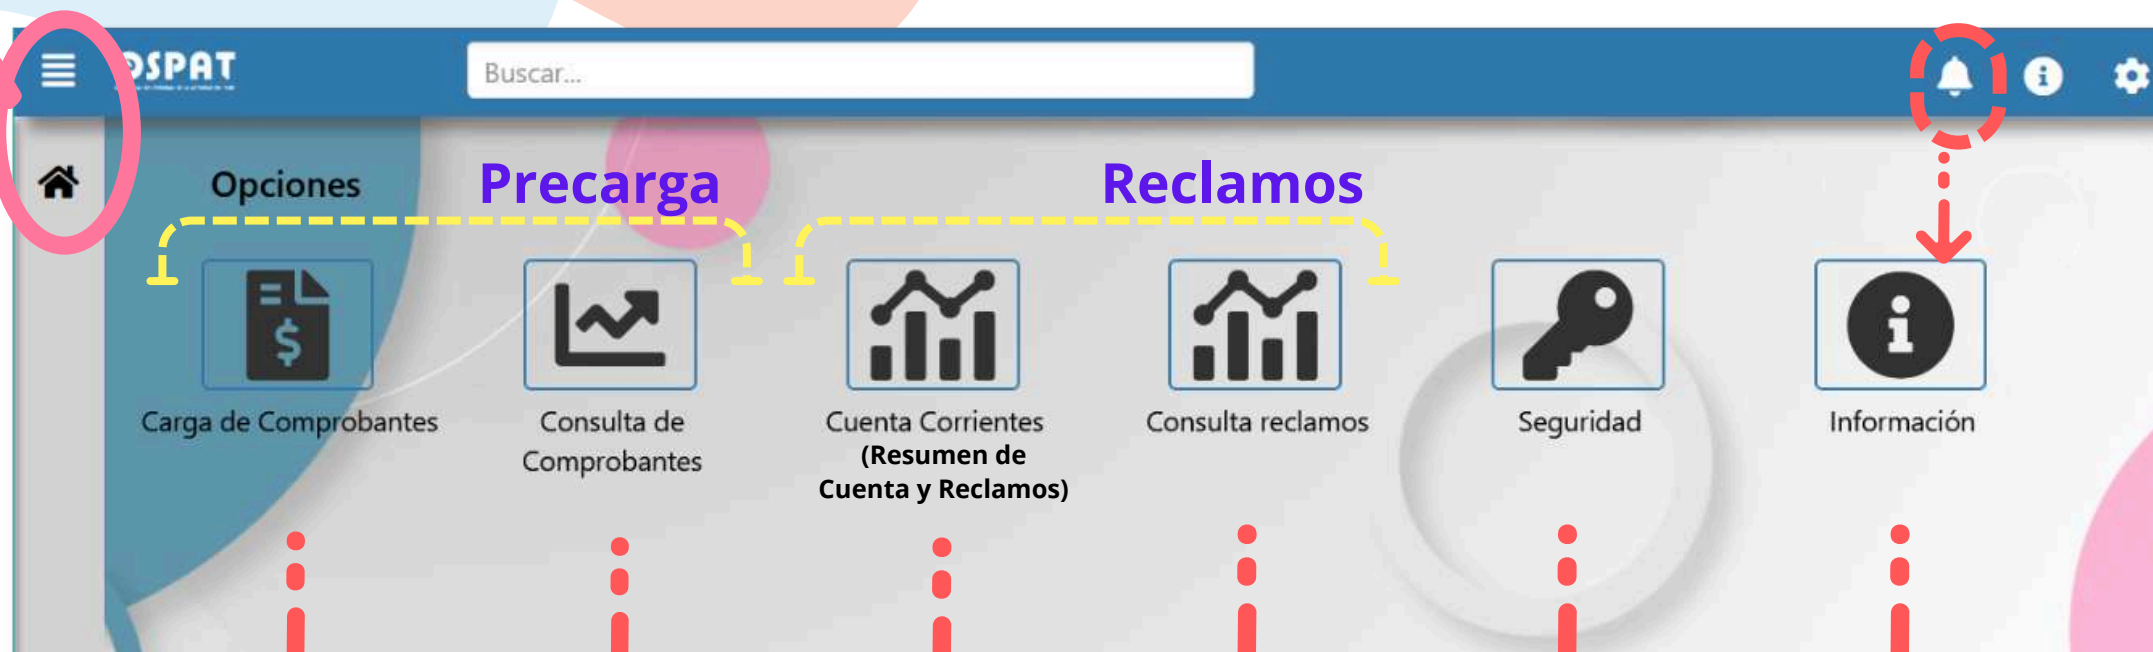 OSPAT
Buscar...
Opciones
Precarga
Reclamos
Carga de Comprobantes
Consulta de
Comprobantes
Cuenta Corrientes
(Resumen de
Cuenta y Reclamos)
Consulta reclamos
Seguridad
Información